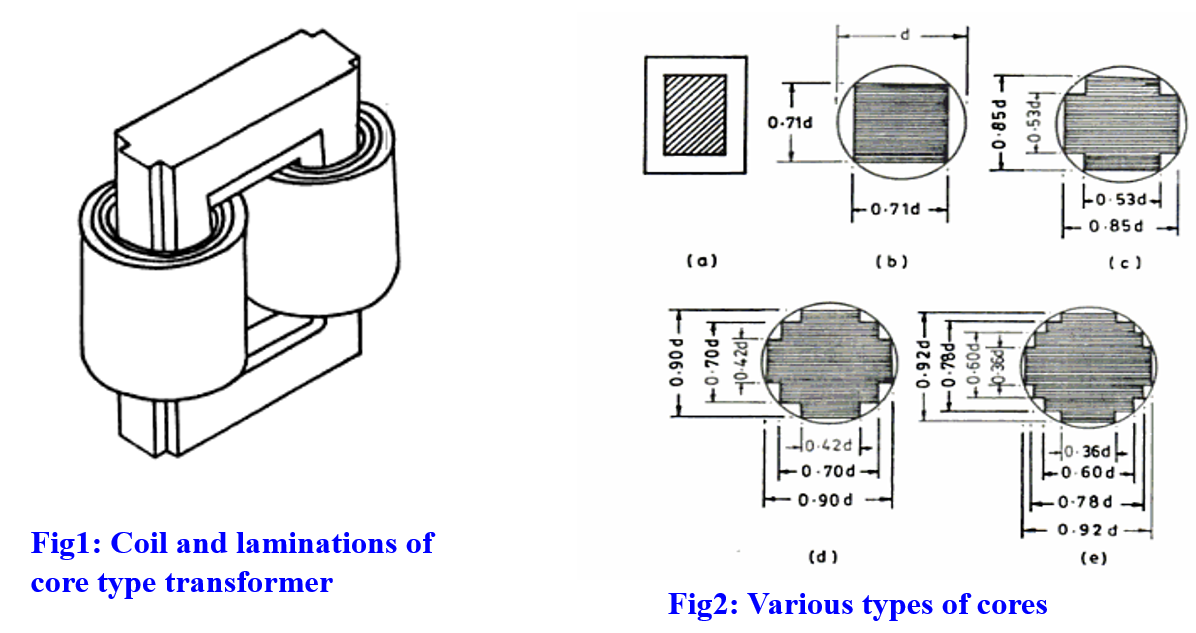 d
0.71d
0.71d
0.85d
0.53d
0.53d
0.85d
(a)
(b)
(c)
0.90d
0.70d
0.42d
0.42d
0.70d
0.90d
0.92d
0.78d
0.60d
0.36d
0.36d
0.60d
0.78d
0.92d
(d)
(e)
Fig1: Coil and laminations of
core type transformer
Fig2: Various types of cores